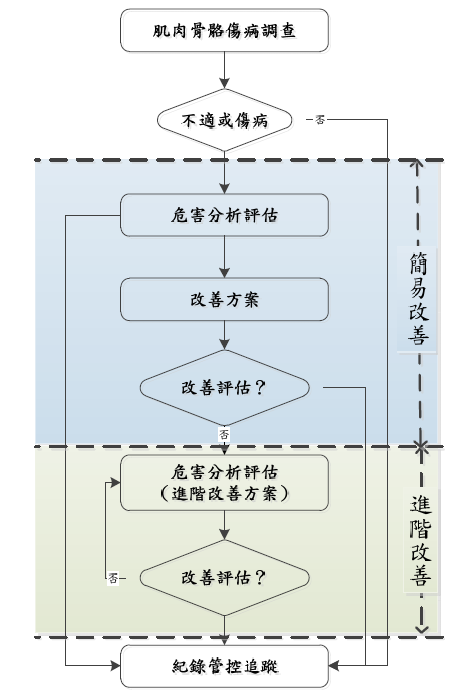 肌肉骨骼傷病調查
不適或傷病
否
危害分析評估
改善方案
簡易改善
改善評估？
否
危害分析評估
（進階改善方案）
進階改善
改善評估？
否
紀錄管控追蹤